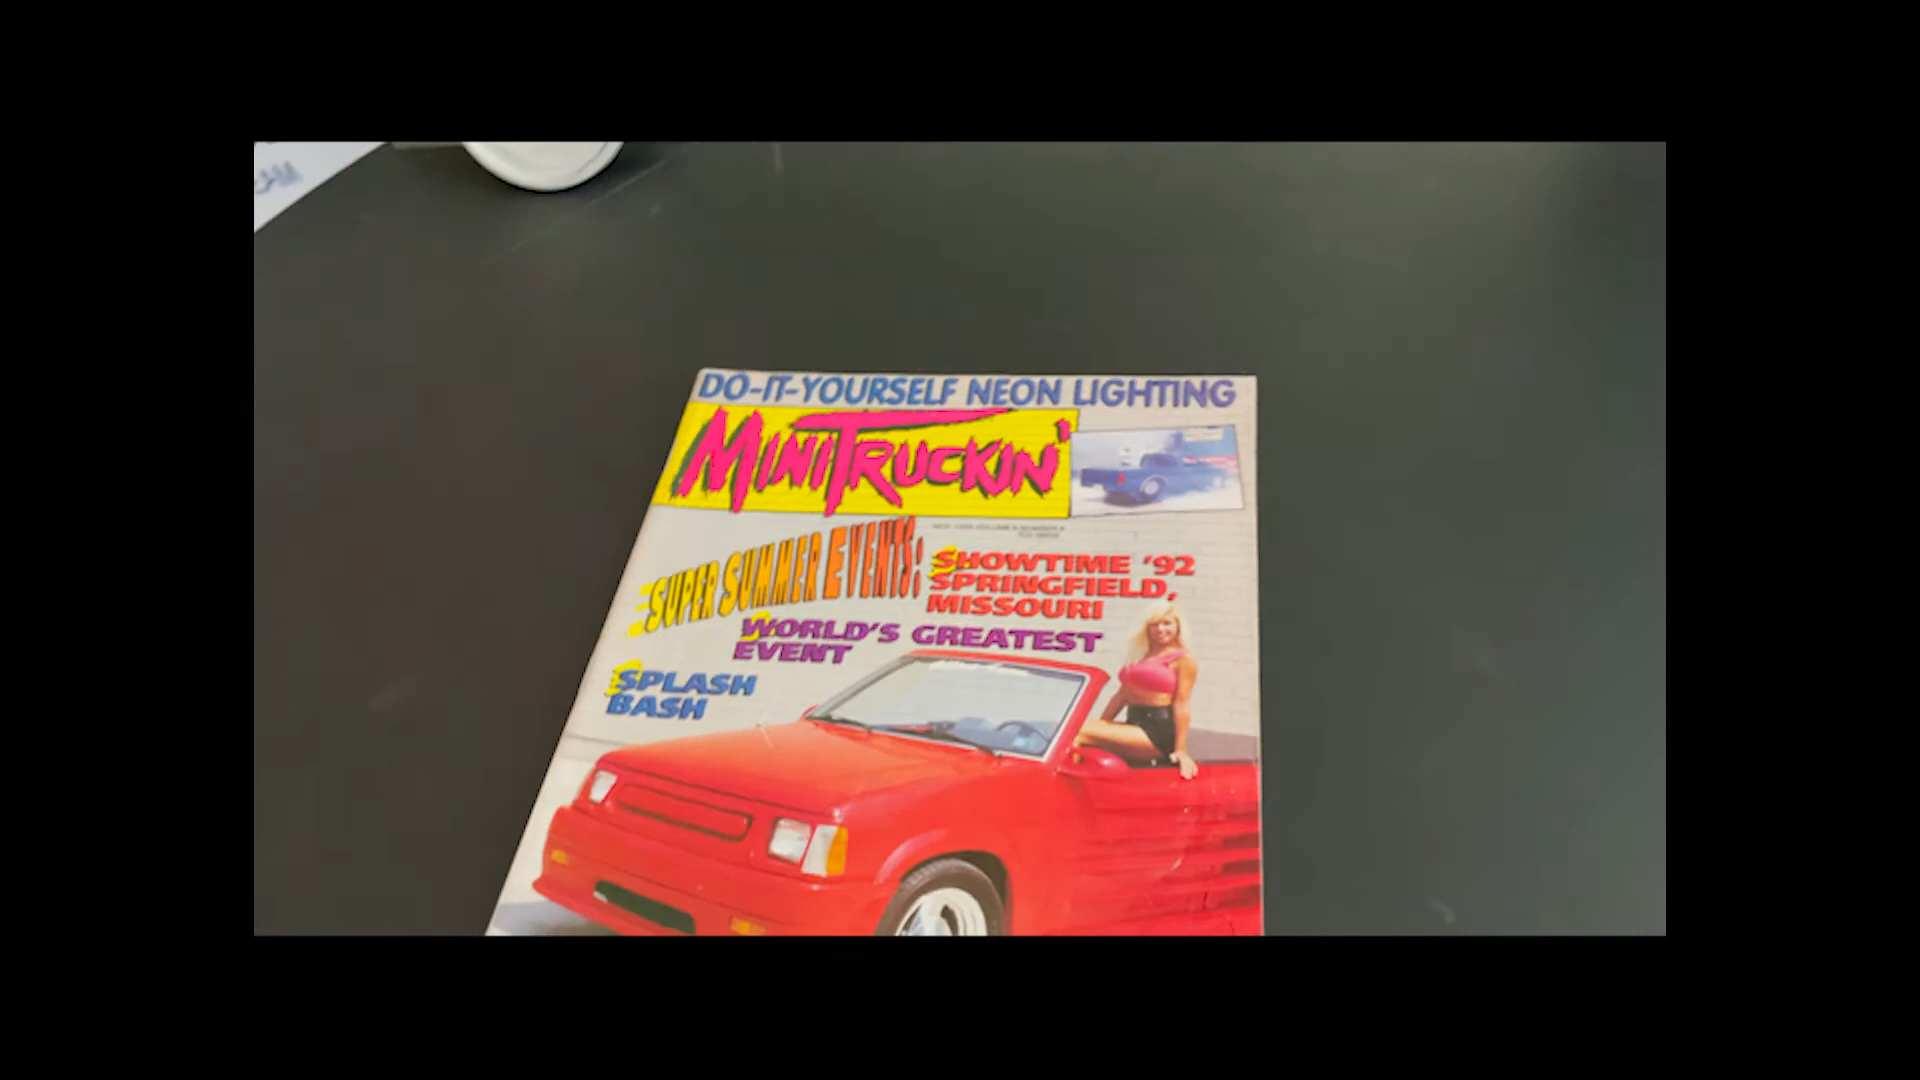 DO-IT-YOURSELF NEON LIGHTING
MINITRUCKIN'
SUPER SUMMER EVENTS:
SHOWTIME '92
SPRINGFIELD,
MISSOURI
WORLD'S GREATEST
EVENT
SPLASH
BASH